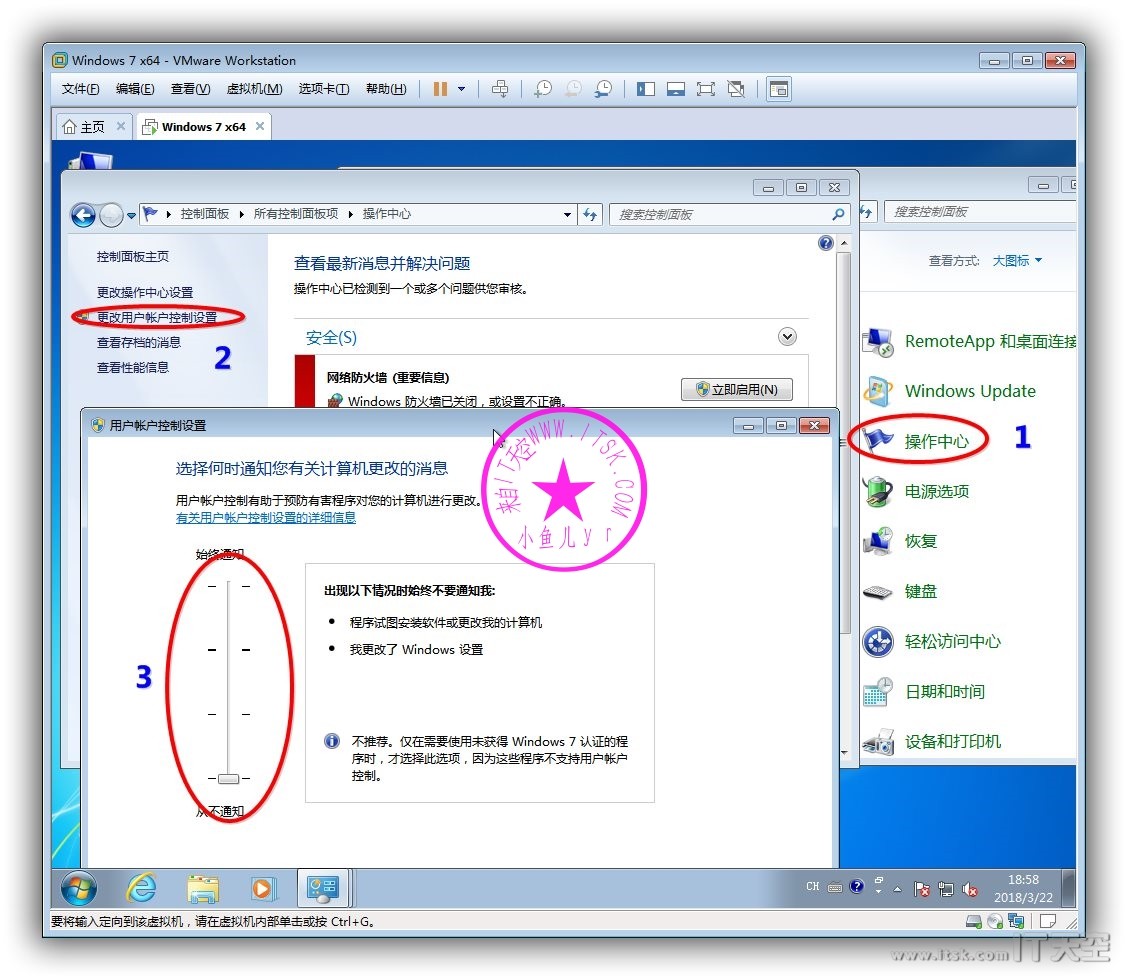 Windows 7 x64 - VMware Workstation
文件(F) 编辑(E) 查看(V) 虚拟机(M) 选项卡(T) 帮助(H)
主页 Windows 7 x64
控制面板 所有控制面板项 操作中心
搜索控制面板
搜索控制面板
控制面板主页
更改操作中心设置
更改用户帐户控制设置
查看存档的消息
查看性能信息
2
查看最新消息并解决问题
操作中心已检测到一个或多个问题供您审核。
安全(S)
网络防火墙 (重要信息)
Windows 防火墙已关闭，或设置不正确。
立即启用(N)
查看方式: 大图标
RemoteApp 和桌面连接
Windows Update
操作中心
1
电源选项
恢复
键盘
轻松访问中心
日期和时间
设备和打印机
用户帐户控制设置
选择何时通知您有关计算机更改的消息
用户帐户控制有助于预防有害程序对您的计算机进行更改。
有关用户帐户控制设置的详细信息
始终通知
3
从不通知
出现以下情况时始终不要通知我:
• 程序试图安装软件或更改我的计算机
• 我更改了 Windows 设置
不推荐。仅在需要使用未获得 Windows 7 认证的程
序时，才选择此选项，因为这些程序不支持用户帐户
控制。
来自IT天空WWW.ITSK.COM
小鱼儿yr
CH
18:58
2018/3/22
要将输入定向到该虚拟机，请在虚拟机内部单击或按 Ctrl+G。
www.itsk.com IT天空